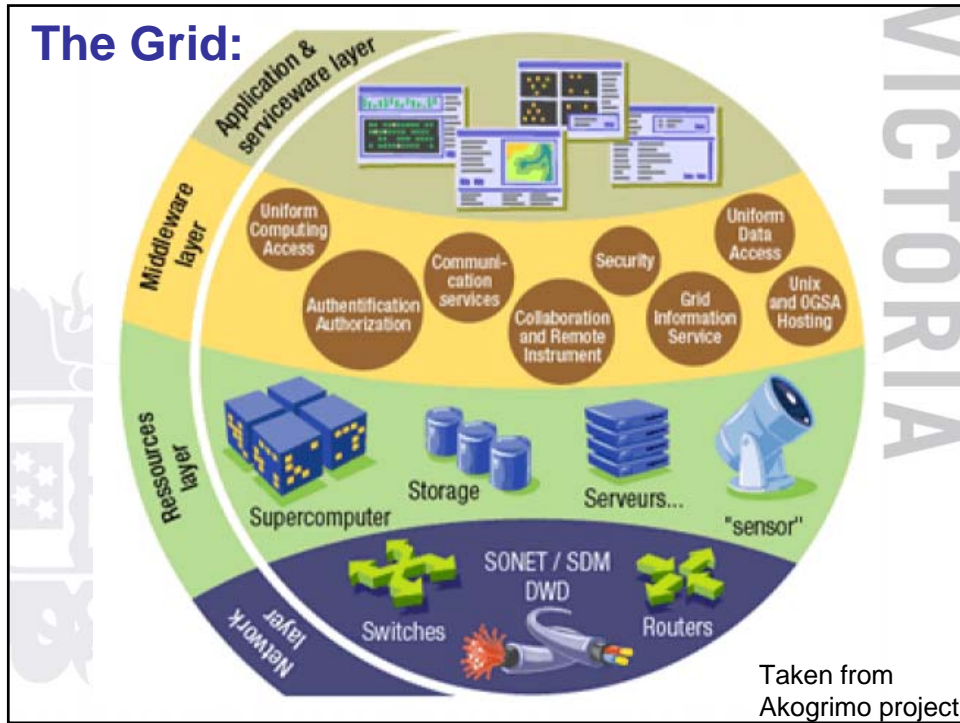 The Grid:
Application &
serviceware layer
Middleware
layer
Uniform
Computing
Access
Authentification
Authorization
Communi-
cation
services
Collaboration
and Remote
Instrument
Security
Grid
Information
Service
Uniform
Data
Access
Unix
and OGSA
Hosting
Ressources
layer
Supercomputer
Storage
Serveurs...
"sensor"
Network
layer
Switches
SONET / SDM
DWD
Routers
VICTORIA
Taken from
Akogrimo project